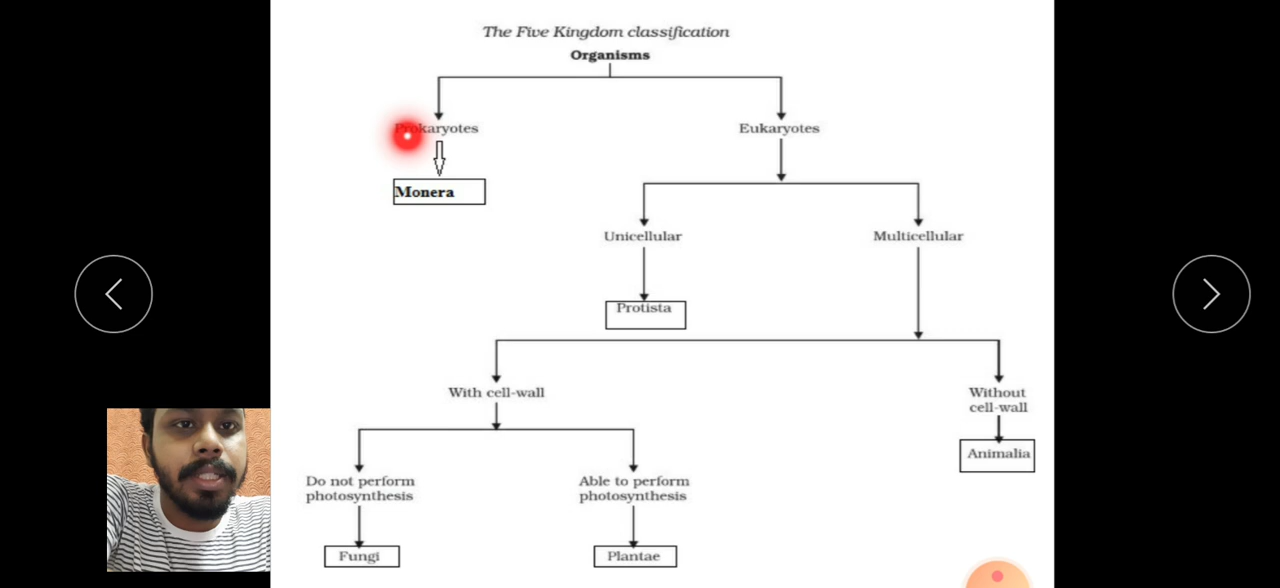 The Five Kingdom classification
Organisms
Prokaryotes
Eukaryotes
Monera
Unicellular
Multicellular
Protista
With cell-wall
Without
cell-wall
Animalia
Do not perform
photosynthesis
Able to perform
photosynthesis
Fungi
Plantae